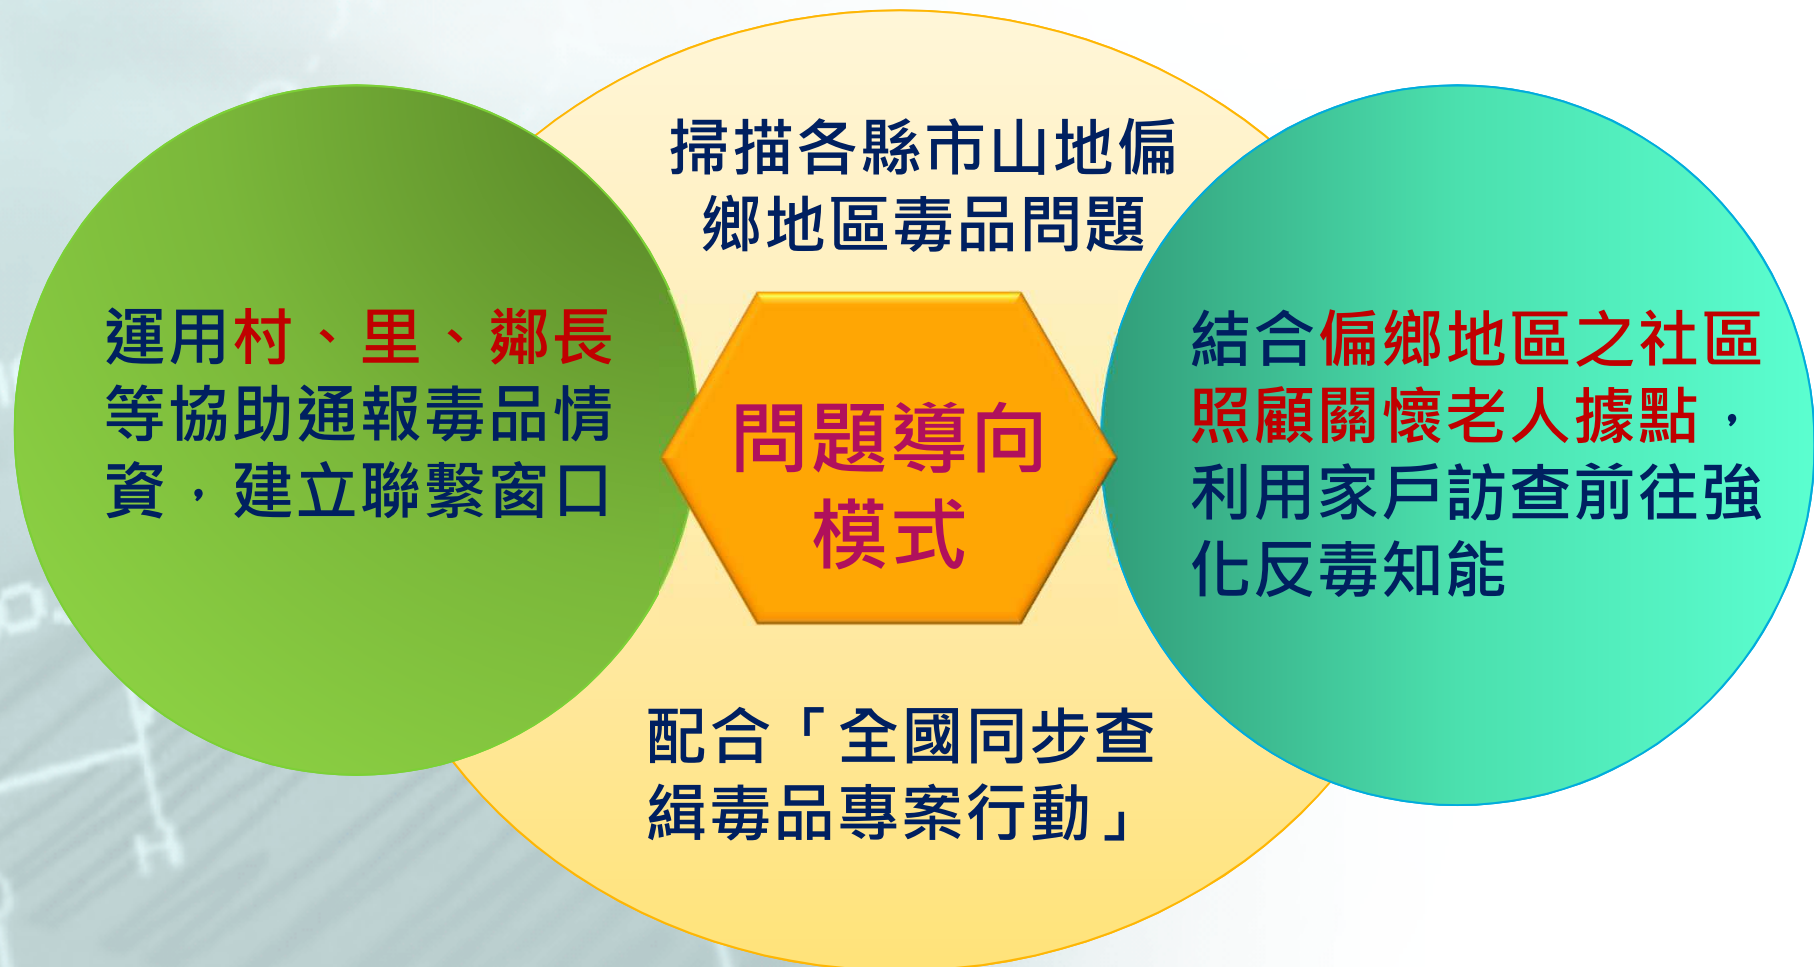 掃描各縣市山地偏
鄉地區毒品問題
運用村、里、鄰長
等協助通報毒品情
資，建立聯繫窗口
問題導向
模式
結合偏鄉地區之社區
照顧關懷老人據點，
利用家戶訪查前往強
化反毒知能
配合「全國同步查
緝毒品專案行動」